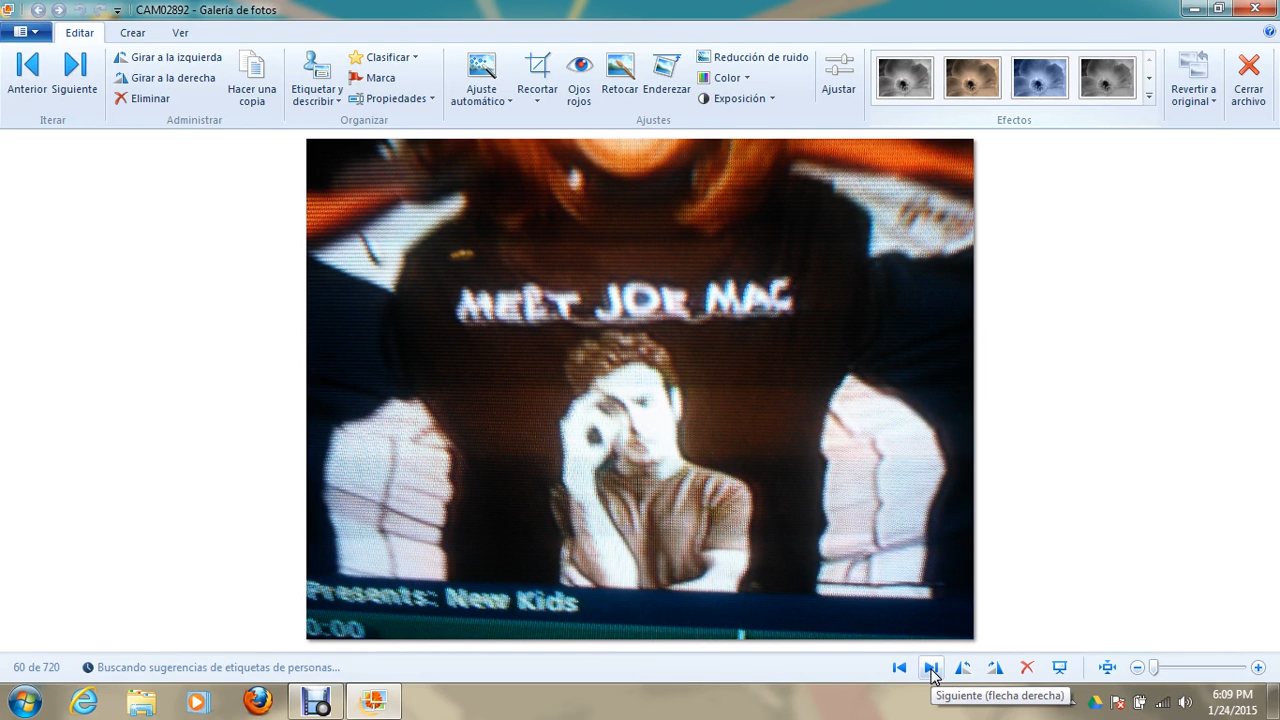 CAM02892 - Galería de fotos
Editar Crear Ver
Anterior
Siguiente
Iterar
Girar a la izquierda
Girar a la derecha
Eliminar
Hacer una copia
Administrar
Etiquetar y describir
Clasificar
Marca
Propiedades
Organizar
Ajuste automático
Recortar
Ojos rojos
Retocar
Enderezar
Reducción de ruido
Color
Exposición
Ajustar
Ajustes
Efectos
Revertir a original
Cerrar archivo
MEET JOE MAC
Presents: New Kids
0:00
60 de 720
Buscando sugerencias de etiquetas de personas...
Siguiente (flecha derecha)
6:09 PM
1/24/2015